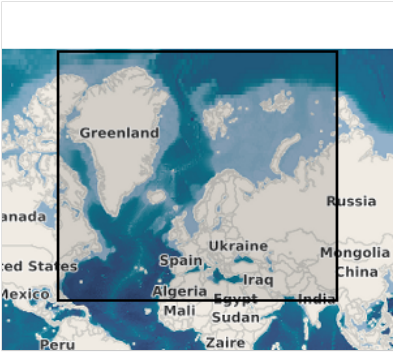 Greenland
Russia
anada
Ukraine
ted States
Spain
Mongolia
Iraq
China
Mexico
Algeria
Egypt
India
Mali
Sudan
Peru
Zaire